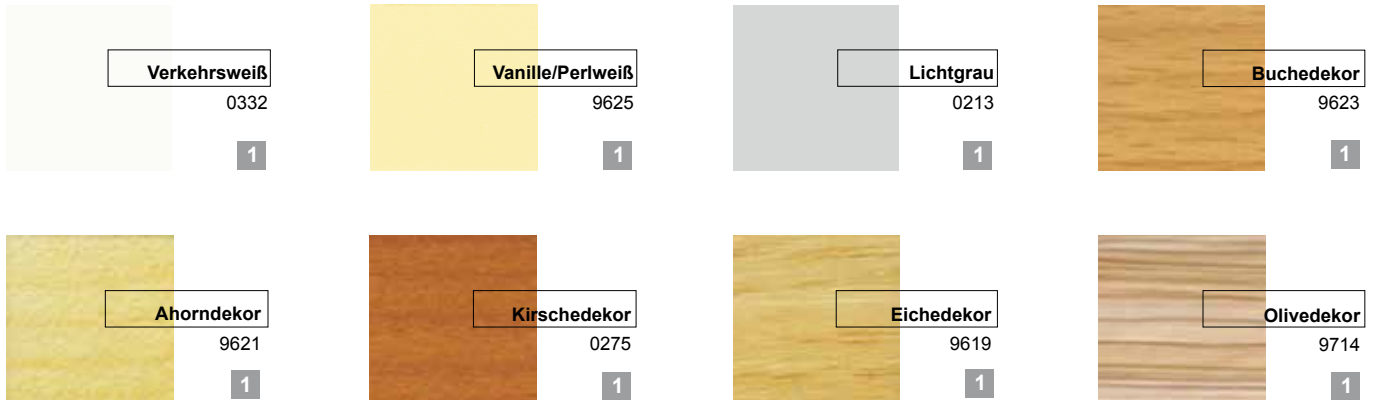 Verkehrsweiß
0332
1
Vanille/Perlweiß
9625
1
Lichtgrau
0213
1
Buchedekor
9623
1
Ahorndekor
9621
1
Kirschedekor
0275
1
Eichedekor
9619
1
Olivedekor
9714
1